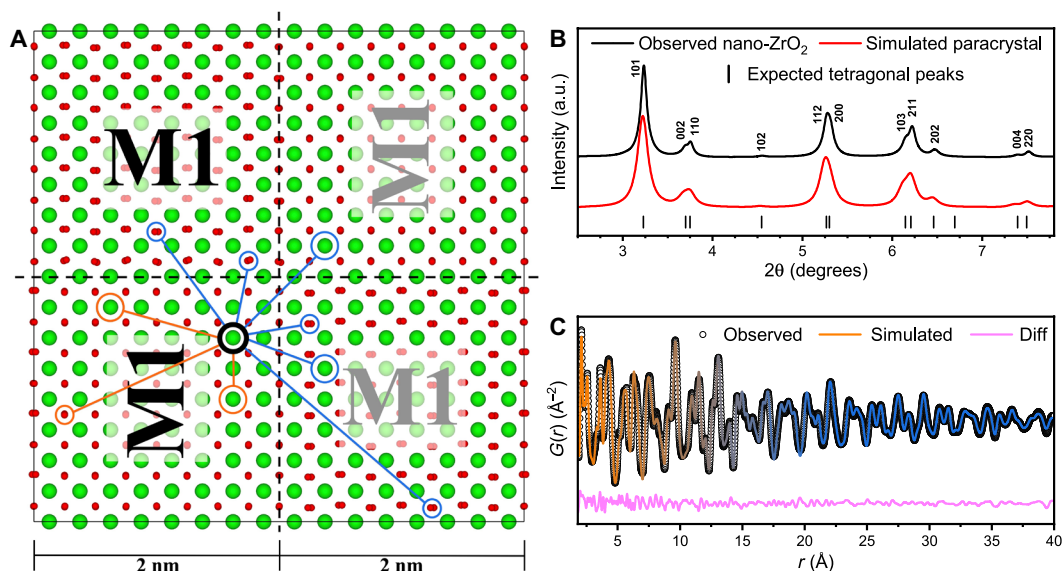 A
M1
M1
M1
M1
2 nm
2 nm
B
Observed nano-ZrO₂
Simulated paracrystal
Expected tetragonal peaks
101
002
110
102
112
200
103
211
202
004
220
Intensity (a.u.)
3
4
5
6
7
2θ (degrees)
C
Observed
Simulated
Diff
G(r) (Å⁻²)
5
10
15
20
25
30
35
40
r (Å)